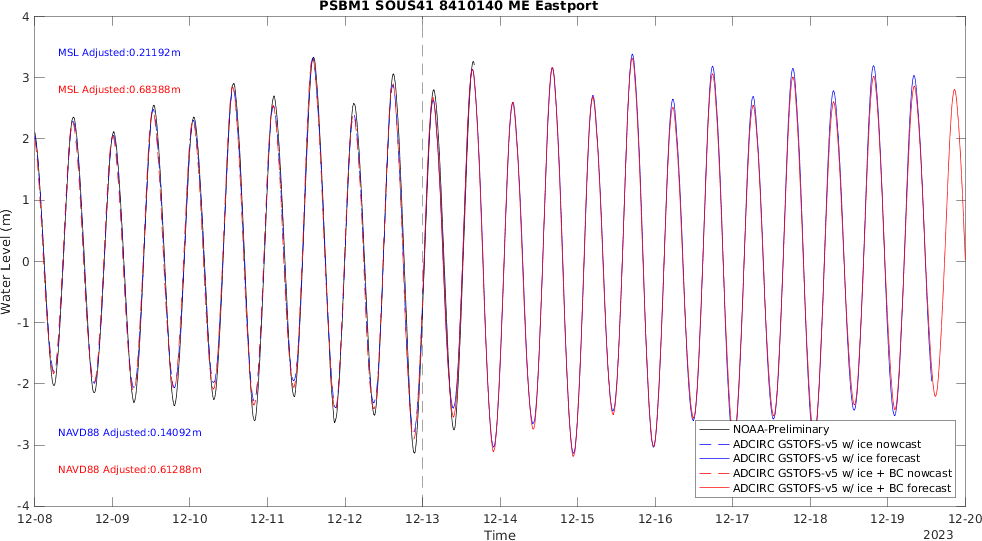 PSBM1 SOUS41 8410140 ME Eastport
4
3
2
1
0
-1
-2
-3
-4
Water Level (m)
MSL Adjusted:0.21192m
MSL Adjusted:0.68388m
NAVD88 Adjusted:0.14092m
NAVD88 Adjusted:0.61288m
NOAA-Preliminary
ADCIRC GSTOFS-v5 w/ ice nowcast
ADCIRC GSTOFS-v5 w/ ice forecast
ADCIRC GSTOFS-v5 w/ ice + BC nowcast
ADCIRC GSTOFS-v5 w/ ice + BC forecast
12-08 12-09 12-10 12-11 12-12 12-13 12-14 12-15 12-16 12-17 12-18 12-19 12-20
Time
2023